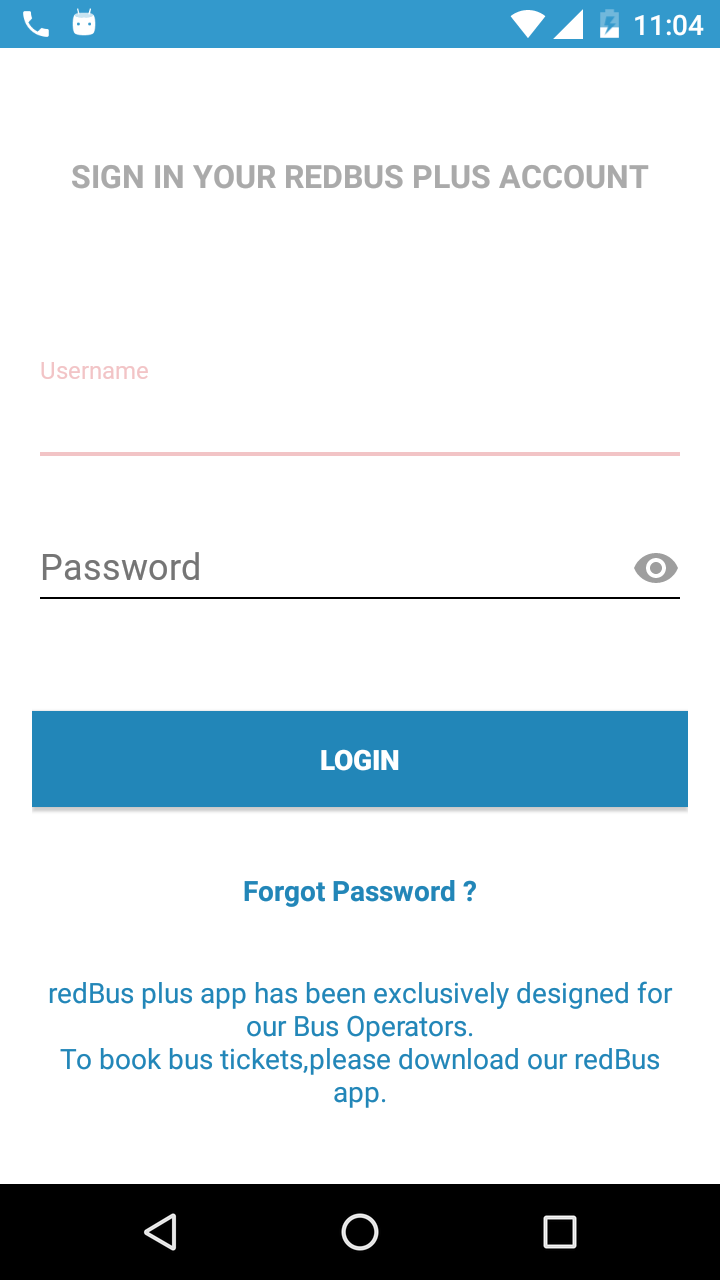 11:04
SIGN IN YOUR REDBUS PLUS ACCOUNT
Username
Password
LOGIN
Forgot Password ?
redBus plus app has been exclusively designed for
our Bus Operators.
To book bus tickets,please download our redBus
app.